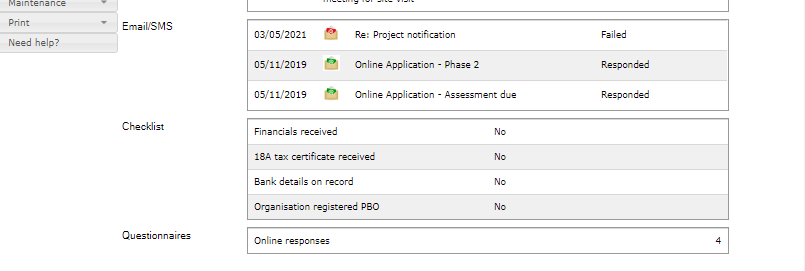 Maintenance
meeting for site visit
Print
Need help?
Email/SMS
03/05/2021 Re: Project notification Failed
05/11/2019 Online Application - Phase 2 Responded
05/11/2019 Online Application - Assessment due Responded
Checklist
Financials received No
18A tax certificate received No
Bank details on record No
Organisation registered PBO No
Questionnaires
Online responses 4